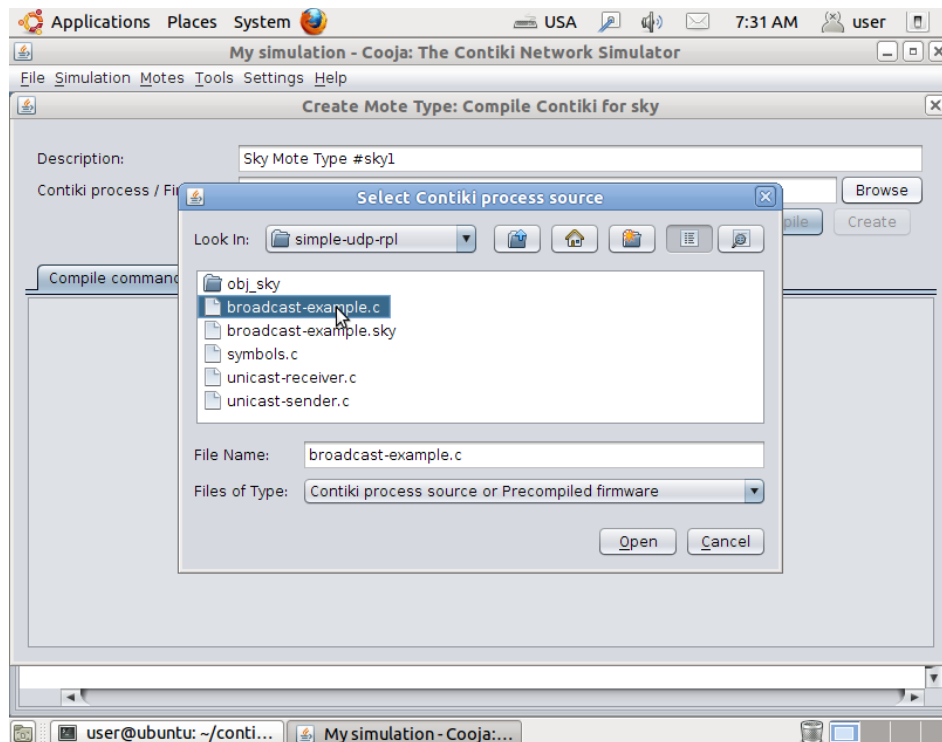 Applications Places System USA 7:31 AM user
My simulation - Cooja: The Contiki Network Simulator
File Simulation Motes Tools Settings Help
Create Mote Type: Compile Contiki for sky
Description: Sky Mote Type #sky1
Contiki process / Fi Browse
Select Contiki process source
pile Create
Look In: simple-udp-rpl
Compile command
obj_sky
broadcast-example.c
broadcast-example.sky
symbols.c
unicast-receiver.c
unicast-sender.c
File Name: broadcast-example.c
Files of Type: Contiki process source or Precompiled firmware
Open Cancel
user@ubuntu: ~/conti... My simulation - Cooja:...